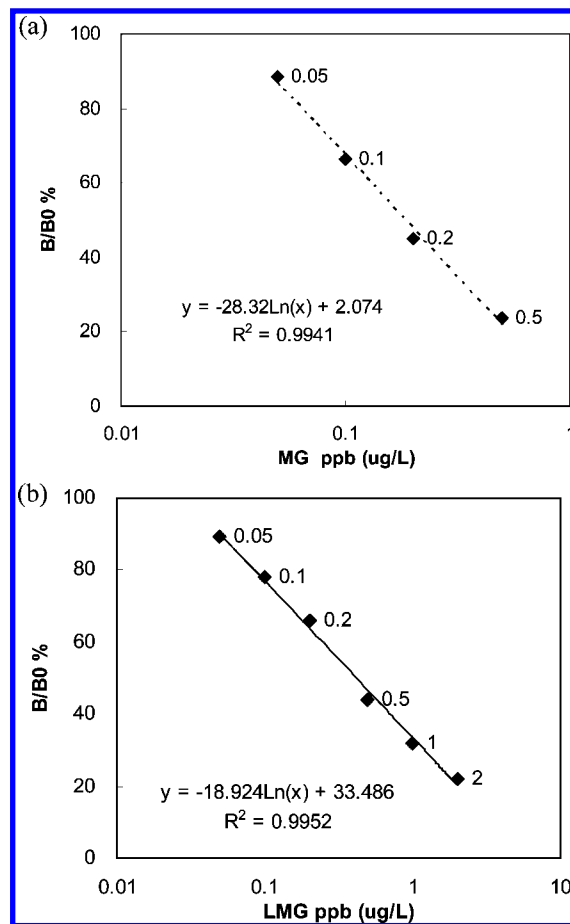 (a)
100
80
60
40
20
0
B/B0 %
0.05
0.1
0.2
0.5
y = -28.32Ln(x) + 2.074
R² = 0.9941
0.01
0.1
1
MG ppb (ug/L)
(b)
100
80
60
40
20
0
B/B0 %
0.05
0.1
0.2
0.5
1
2
y = -18.924Ln(x) + 33.486
R² = 0.9952
0.01
0.1
1
10
LMG ppb (ug/L)